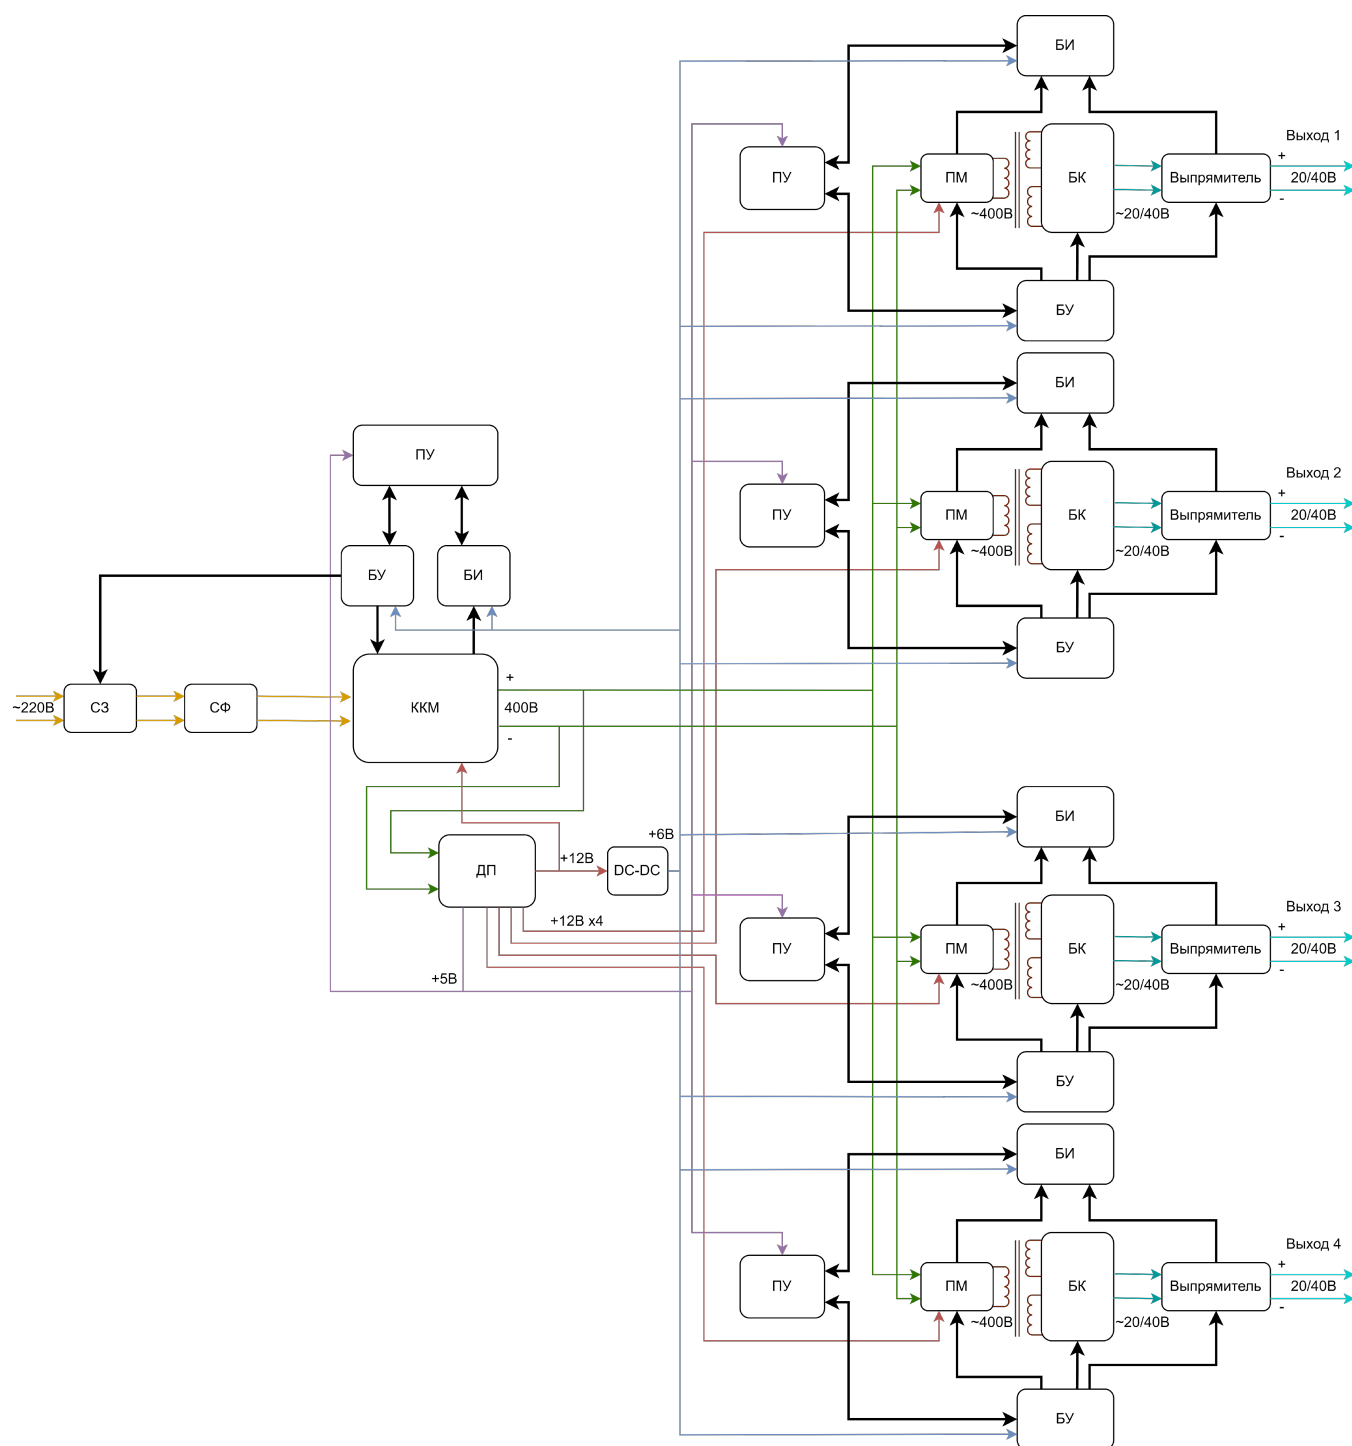 БИ
Выход 1
+
ПУ
ПМ
БК
Выпрямитель
20/40В
~400В
~20/40В
-
БУ
БИ
Выход 2
+
ПУ
ПМ
БК
Выпрямитель
20/40В
~400В
~20/40В
-
БУ
ПУ
БУ
БИ
~220В
СЗ
СФ
ККМ
+
400В
-
ДП
+12В
DC-DC
+6В
+12В x4
+5В
БИ
Выход 3
+
ПУ
ПМ
БК
Выпрямитель
20/40В
~400В
~20/40В
-
БУ
БИ
Выход 4
+
ПУ
ПМ
БК
Выпрямитель
20/40В
~400В
~20/40В
-
БУ